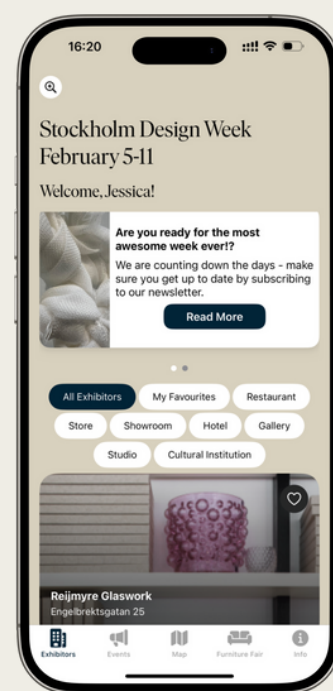 16:20
Stockholm Design Week
February 5-11
Welcome, Jessica!
Are you ready for the most
awesome week ever!?
We are counting down the days - make
sure you get up to date by subscribing
to our newsletter.
Read More
All Exhibitors My Favourites Restaurant
Store Showroom Hotel Gallery
Studio Cultural Institution
Reijmyre Glaswork
Engelbrektsgatan 25
Exhibitors Events Map Furniture Fair Info